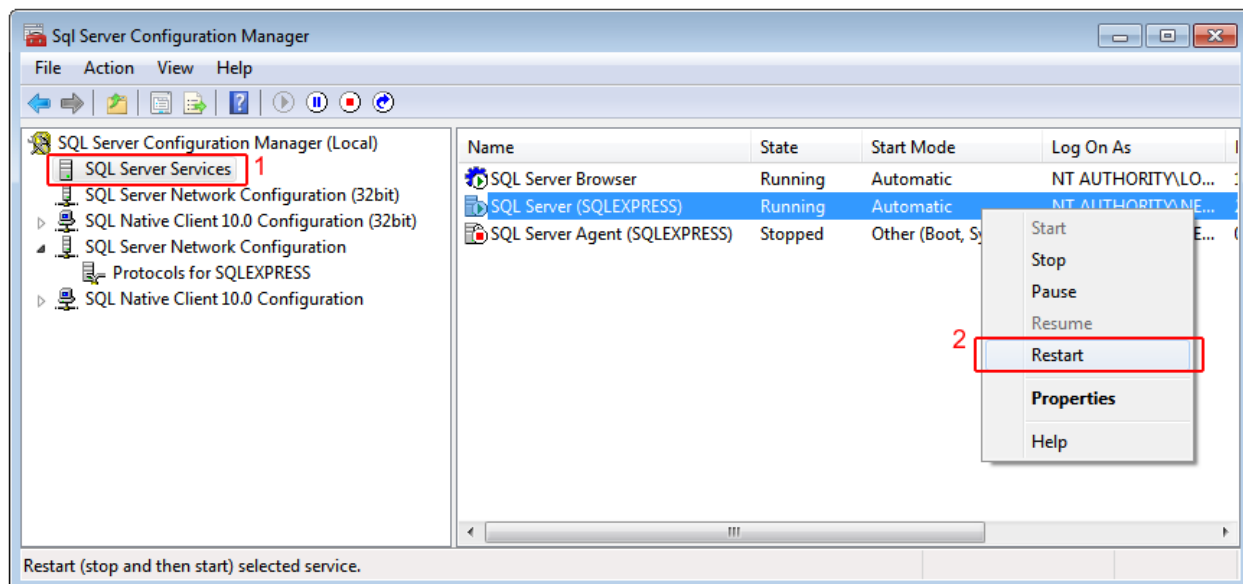 Sql Server Configuration Manager
File Action View Help
SQL Server Configuration Manager (Local)
SQL Server Services 1
SQL Server Network Configuration (32bit)
SQL Native Client 10.0 Configuration (32bit)
SQL Server Network Configuration
Protocols for SQLEXPRESS
SQL Native Client 10.0 Configuration
Name State Start Mode Log On As
SQL Server Browser Running Automatic NT AUTHORITY\LO...
SQL Server (SQLEXPRESS) Running Automatic NT AUTHORITY\NE...
SQL Server Agent (SQLEXPRESS) Stopped Other (Boot, Sy E...
Start
Stop
Pause
Resume
2 Restart
Properties
Help
Restart (stop and then start) selected service.